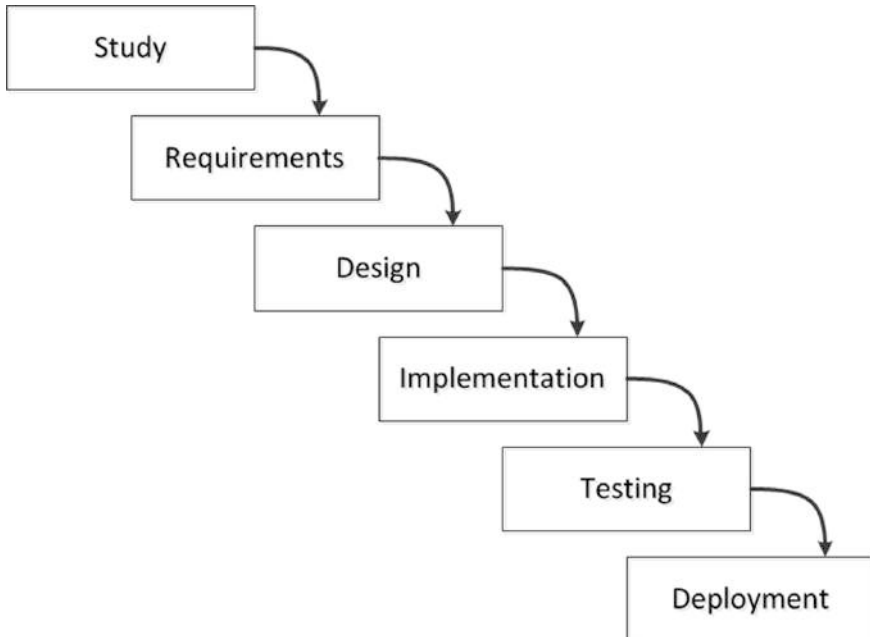 Study
Requirements
Design
Implementation
Testing
Deployment